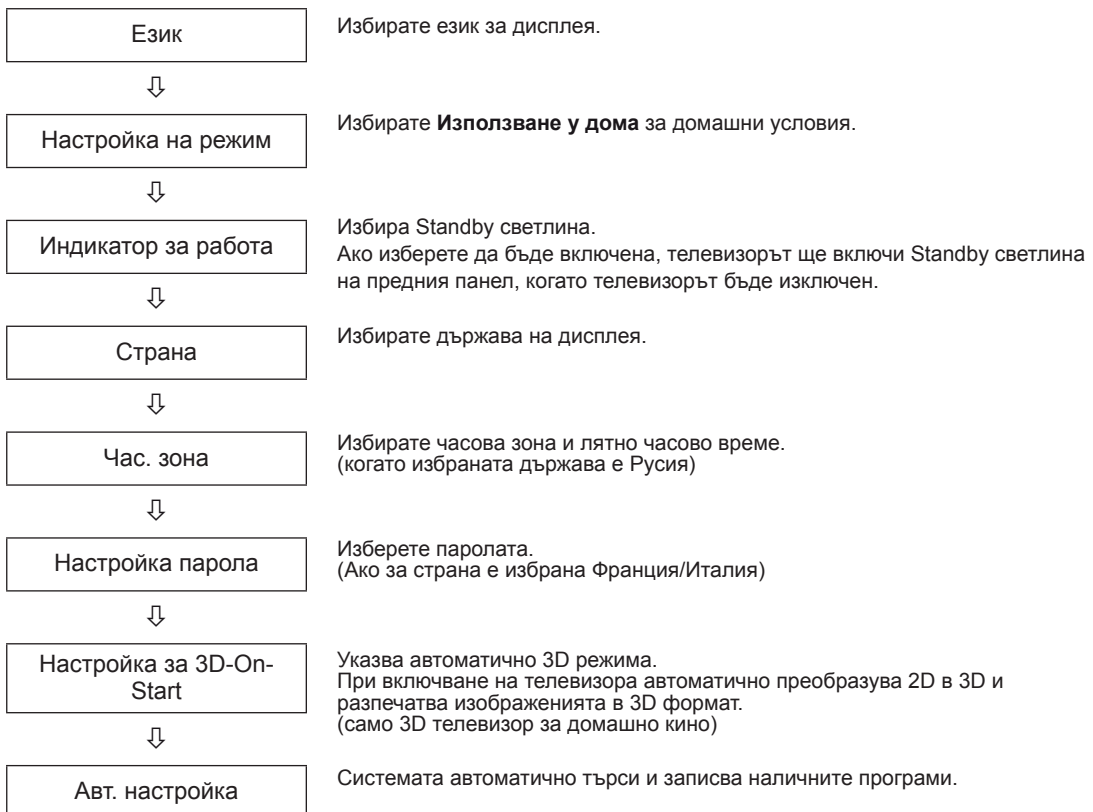 Език
Избирате език за дисплея.
Настройка на режим
Избирате Използване у дома за домашни условия.
Индикатор за работа
Избира Standby светлина.
Ако изберете да бъде включена, телевизорът ще включи Standby светлина
на предния панел, когато телевизорът бъде изключен.
Страна
Избирате държава на дисплея.
Час. зона
Избирате часова зона и лятно часово време.
(когато избраната държава е Русия)
Настройка парола
Изберете паролата.
(Ако за страна е избрана Франция/Италия)
Настройка за 3D-On-
Start
Указва автоматично 3D режима.
При включване на телевизора автоматично преобразува 2D в 3D и
разпечатва изображенията в 3D формат.
(само 3D телевизор за домашно кино)
Авт. настройка
Системата автоматично търси и записва наличните програми.